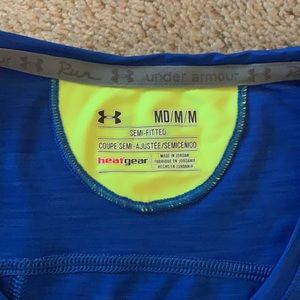 Run under armour
MD/M/M
SEMI-FITTED
COUPE SEMI-AJUSTÉE/SEMICEÑIDO
heatgear
MADE IN JORDAN
FABRIQUÉ EN JORDANIE
HECHO EN JORDANIA